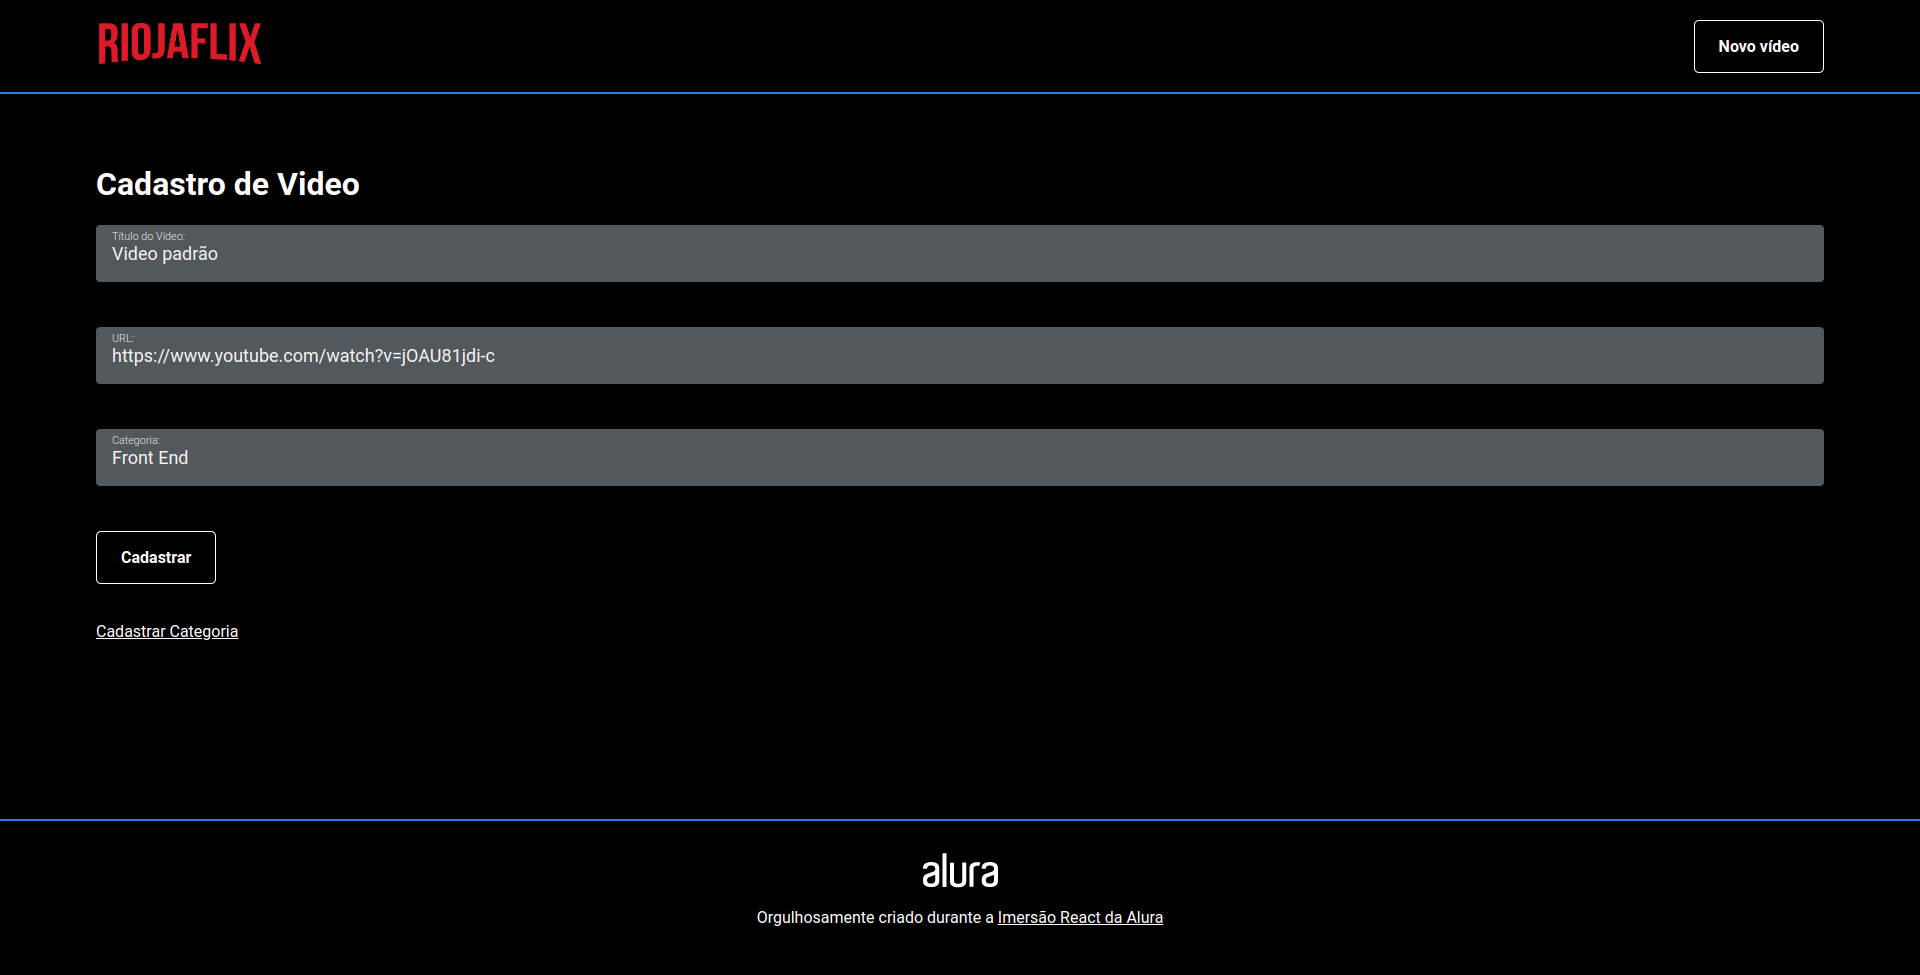 RIOJAFLIX
Novo vídeo
Cadastro de Video
Título do Vídeo:
Video padrão
URL:
https://www.youtube.com/watch?v=jOAU81jdi-c
Categoria:
Front End
Cadastrar
Cadastrar Categoria
alura
Orgulhosamente criado durante a Imersão React da Alura